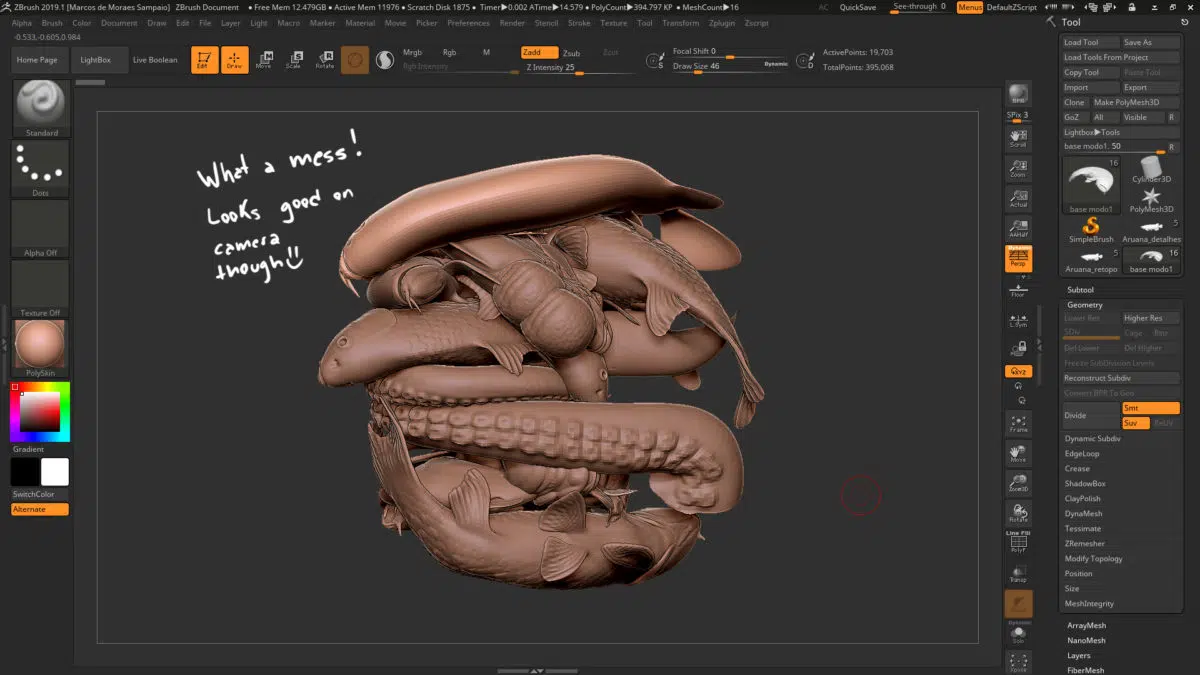 ZBrush 2019.1 [Marcos de Moraes Sampaio] ZBrush Document • Free Mem 12.479GB • Active Mem 11976 • Scratch Disk 1875 • Timer▶0.002 ATime▶14.579 • PolyCount▶394.797 KP • MeshCount▶16 AC QuickSave See-through 0 Menus DefaultZScript
Alpha Brush Color Document Draw Edit File Layer Light Macro Marker Material Movie Picker Preferences Render Stencil Stroke Texture Tool Transform Zplugin Zscript
-0.533,-0.605,0.984
Home Page LightBox Live Boolean Edit Draw Move Scale Rotate
Mrgb Rgb M Zadd Zsub Zcut
Rgb Intensity Z Intensity 25
Focal Shift 0
Draw Size 46 Dynamic
S
D
ActivePoints: 19,703
TotalPoints: 395,068
Standard
Dots
Alpha Off
Texture Off
PolySkin
Gradient
SwitchColor
Alternate
What a mess!
Looks good on
camera
though
BPR
SPix 3
Scroll
Zoom
Actual
AAHalf
Dynamic
Persp
Floor
L.Sym
XYZ
Frame
Move
Zoom3D
Rotate
Line Fill
PolyF
Transp
Dynamic
Solo
Xpose
Tool
Load Tool Save As
Load Tools From Project
Copy Tool Paste Tool
Import Export
Clone Make PolyMesh3D
GoZ All Visible R
Lightbox▶Tools
base modo1. 50 R
16
base modo1
Cylinder3D
PolyMesh3D
SimpleBrush
5
Aruana_detalhes
5
Aruana_retopo
16
base modo1
Subtool
Geometry
Lower Res Higher Res
SDiv Cage Rstr
Del Lower Del Higher
Freeze SubDivision Levels
Reconstruct Subdiv
Convert BPR To Geo
Divide
Smt
Suv ReUV
Dynamic Subdiv
EdgeLoop
Crease
ShadowBox
ClayPolish
DynaMesh
Tessimate
ZRemesher
Modify Topology
Position
Size
MeshIntegrity
ArrayMesh
NanoMesh
Layers
FiberMesh